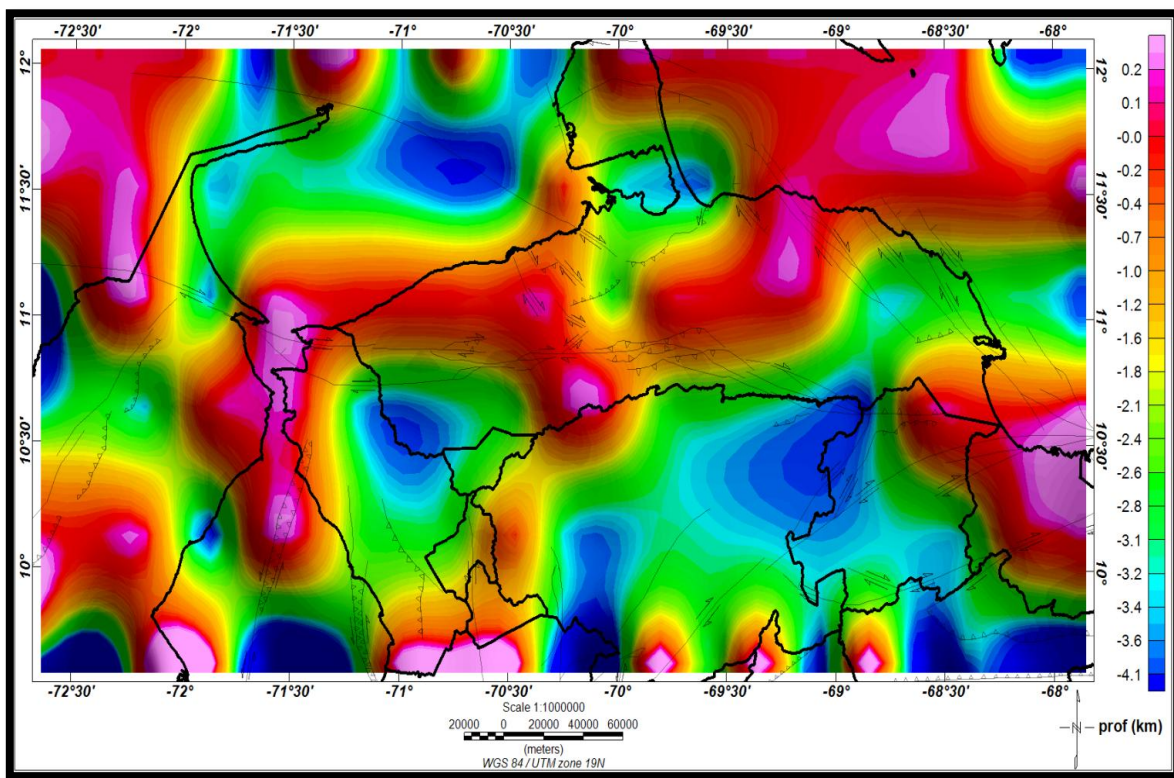 -72°30' -72° -71°30' -71° -70°30' -70° -69°30' -69° -68°30' -68°
12° 12°
11°30' 11°30'
11° 11°
10°30' 10°30'
10° 10°
-72°30' -72° -71°30' -71° -70°30' -70° -69°30' -69° -68°30' -68°
0.2
0.1
-0.0
-0.4
-0.7
-1.0
-1.2
-1.6
-1.8
-2.1
-2.4
-2.6
-2.8
-3.1
-3.2
-3.4
-3.6
-4.1
Scale 1:1000000
20000 0 20000 40000 60000
(meters)
WGS 84 / UTM zone 19N
N
prof (km)